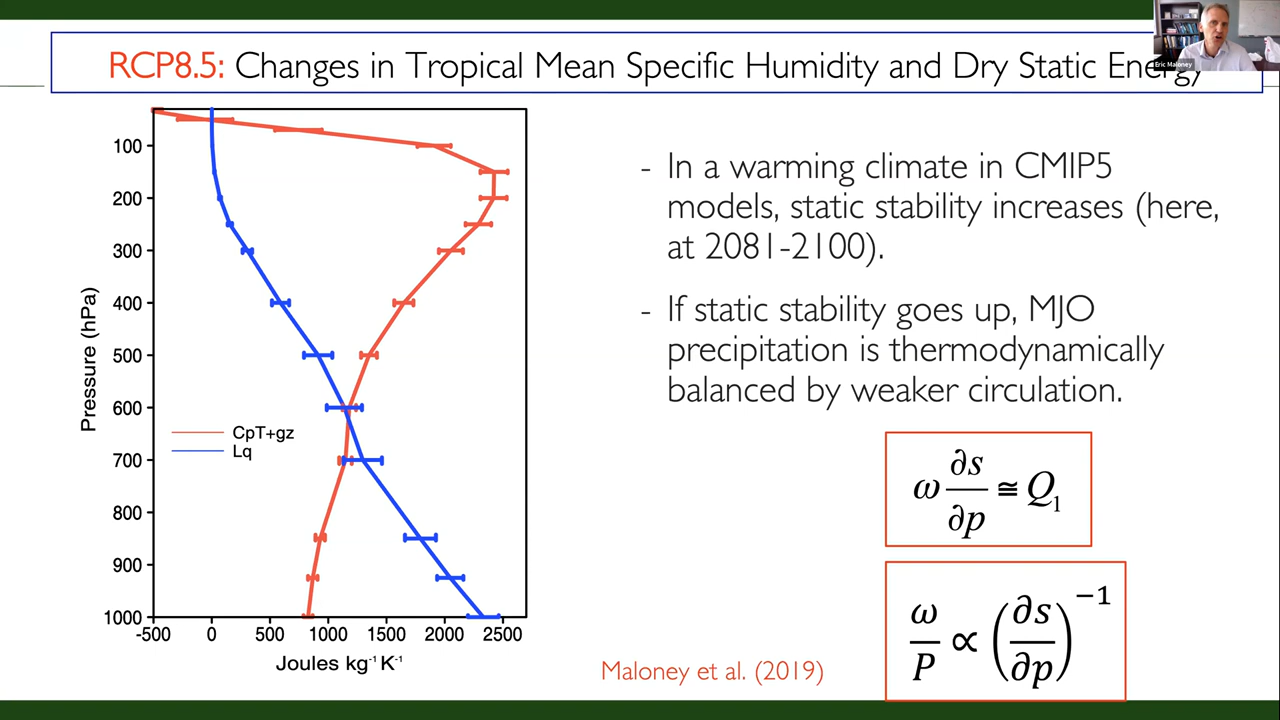 RCP8.5: Changes in Tropical Mean Specific Humidity and Dry Static Energy
Eric Maloney
100
200
300
400
500
600
700
800
900
1000
Pressure (hPa)
CpT+gz
Lq
-500 0 500 1000 1500 2000 2500
Joules kg⁻¹ K⁻¹
- In a warming climate in CMIP5
models, static stability increases (here,
at 2081-2100).
- If static stability goes up, MJO
precipitation is thermodynamically
balanced by weaker circulation.
ω ∂s/∂p ≅ Q₁
ω/P ∝ (∂s/∂p)⁻¹
Maloney et al. (2019)